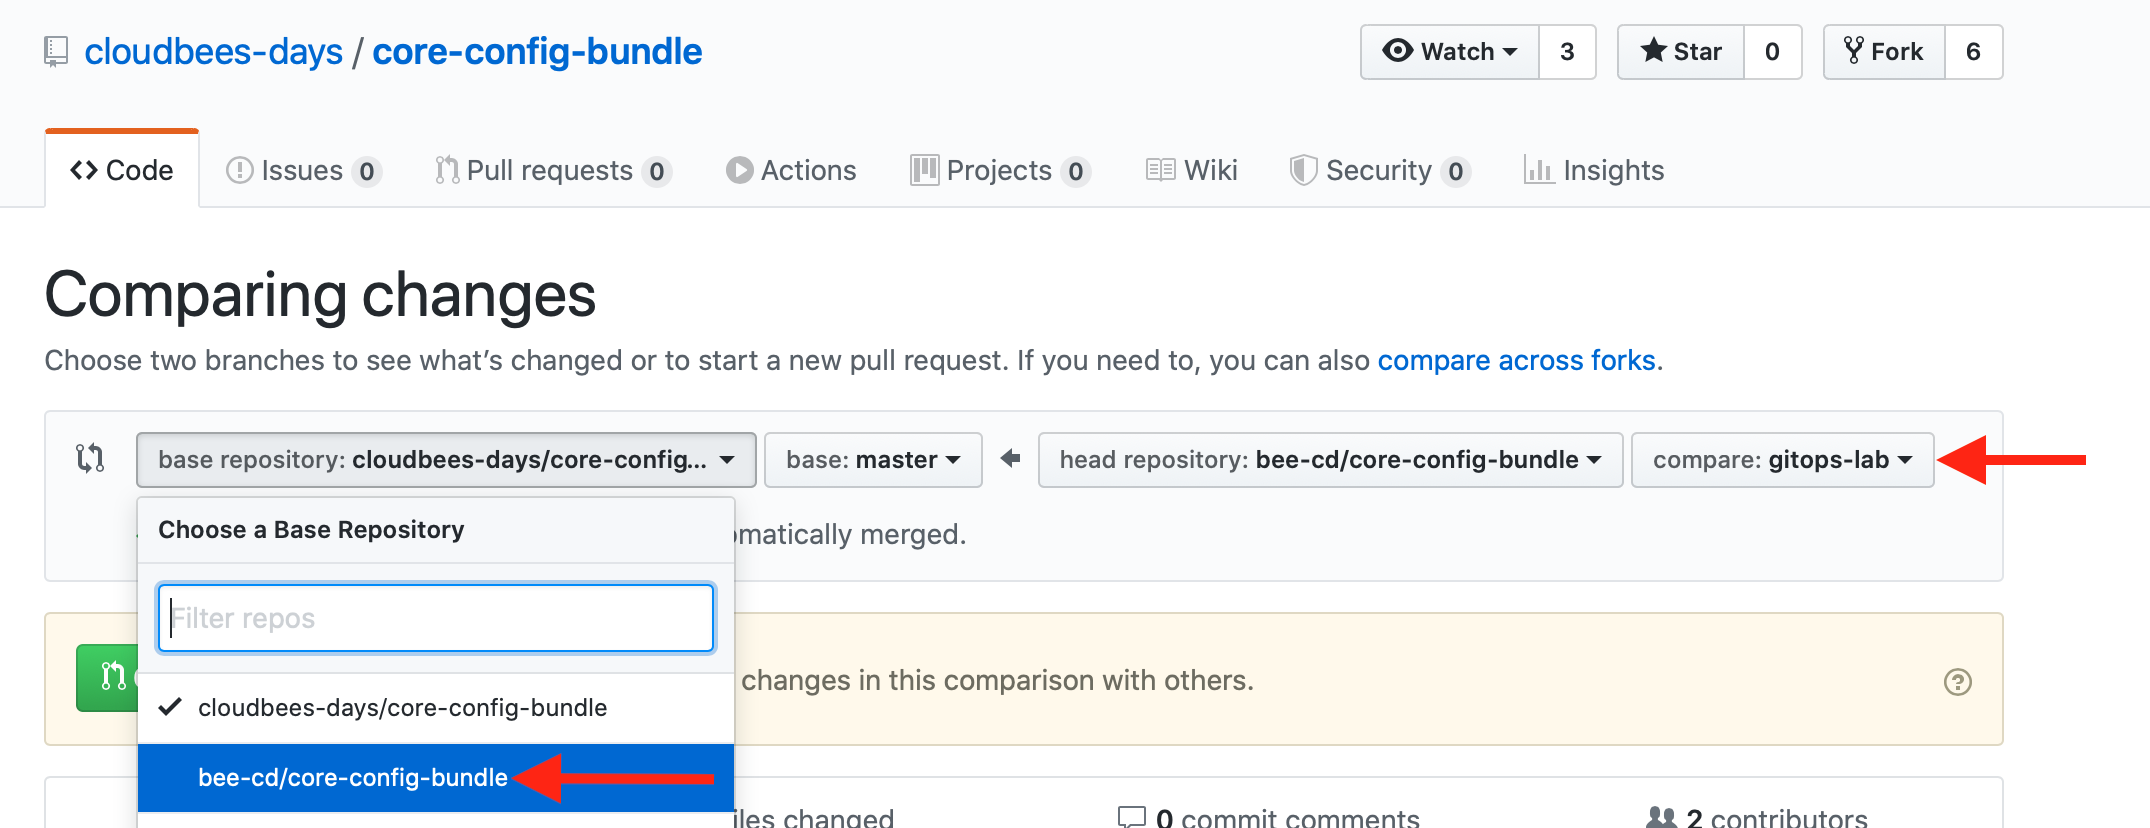 cloudbees-days / core-config-bundle
Watch 3
Star 0
Fork 6
Code
Issues 0
Pull requests 0
Actions
Projects 0
Wiki
Security 0
Insights
Comparing changes
Choose two branches to see what’s changed or to start a new pull request. If you need to, you can also compare across forks.
base repository: cloudbees-days/core-config...
base: master
head repository: bee-cd/core-config-bundle
compare: gitops-lab
Choose a Base Repository
omatically merged.
Filter repos
changes in this comparison with others.
cloudbees-days/core-config-bundle
bee-cd/core-config-bundle
iles changed
0 commit comments
2 contributors